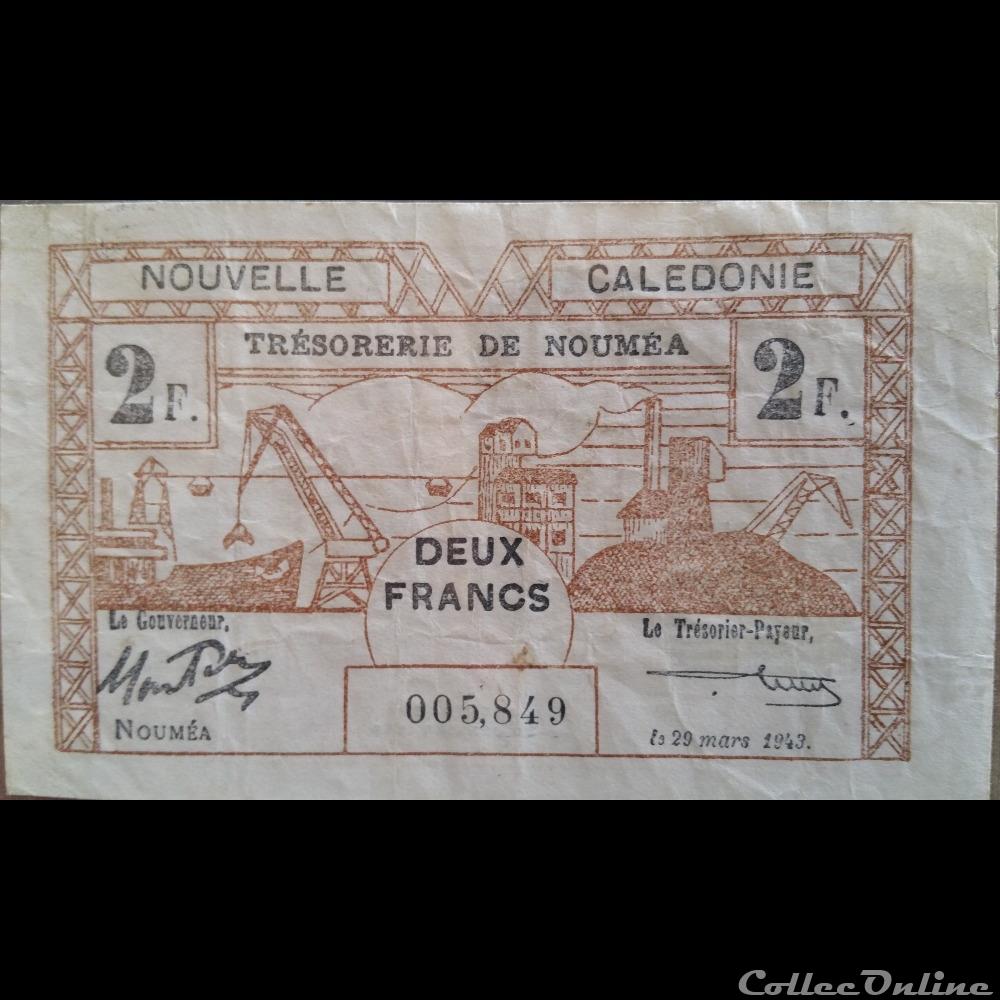 NOUVELLE CALEDONIE
TRÉSORERIE DE NOUMÉA
2F. 2F.
DEUX
FRANCS
Le Gouverneur,
Le Trésorier-Payeur,
005,849
NOUMÉA
le 29 mars 1943.
CollecOnline